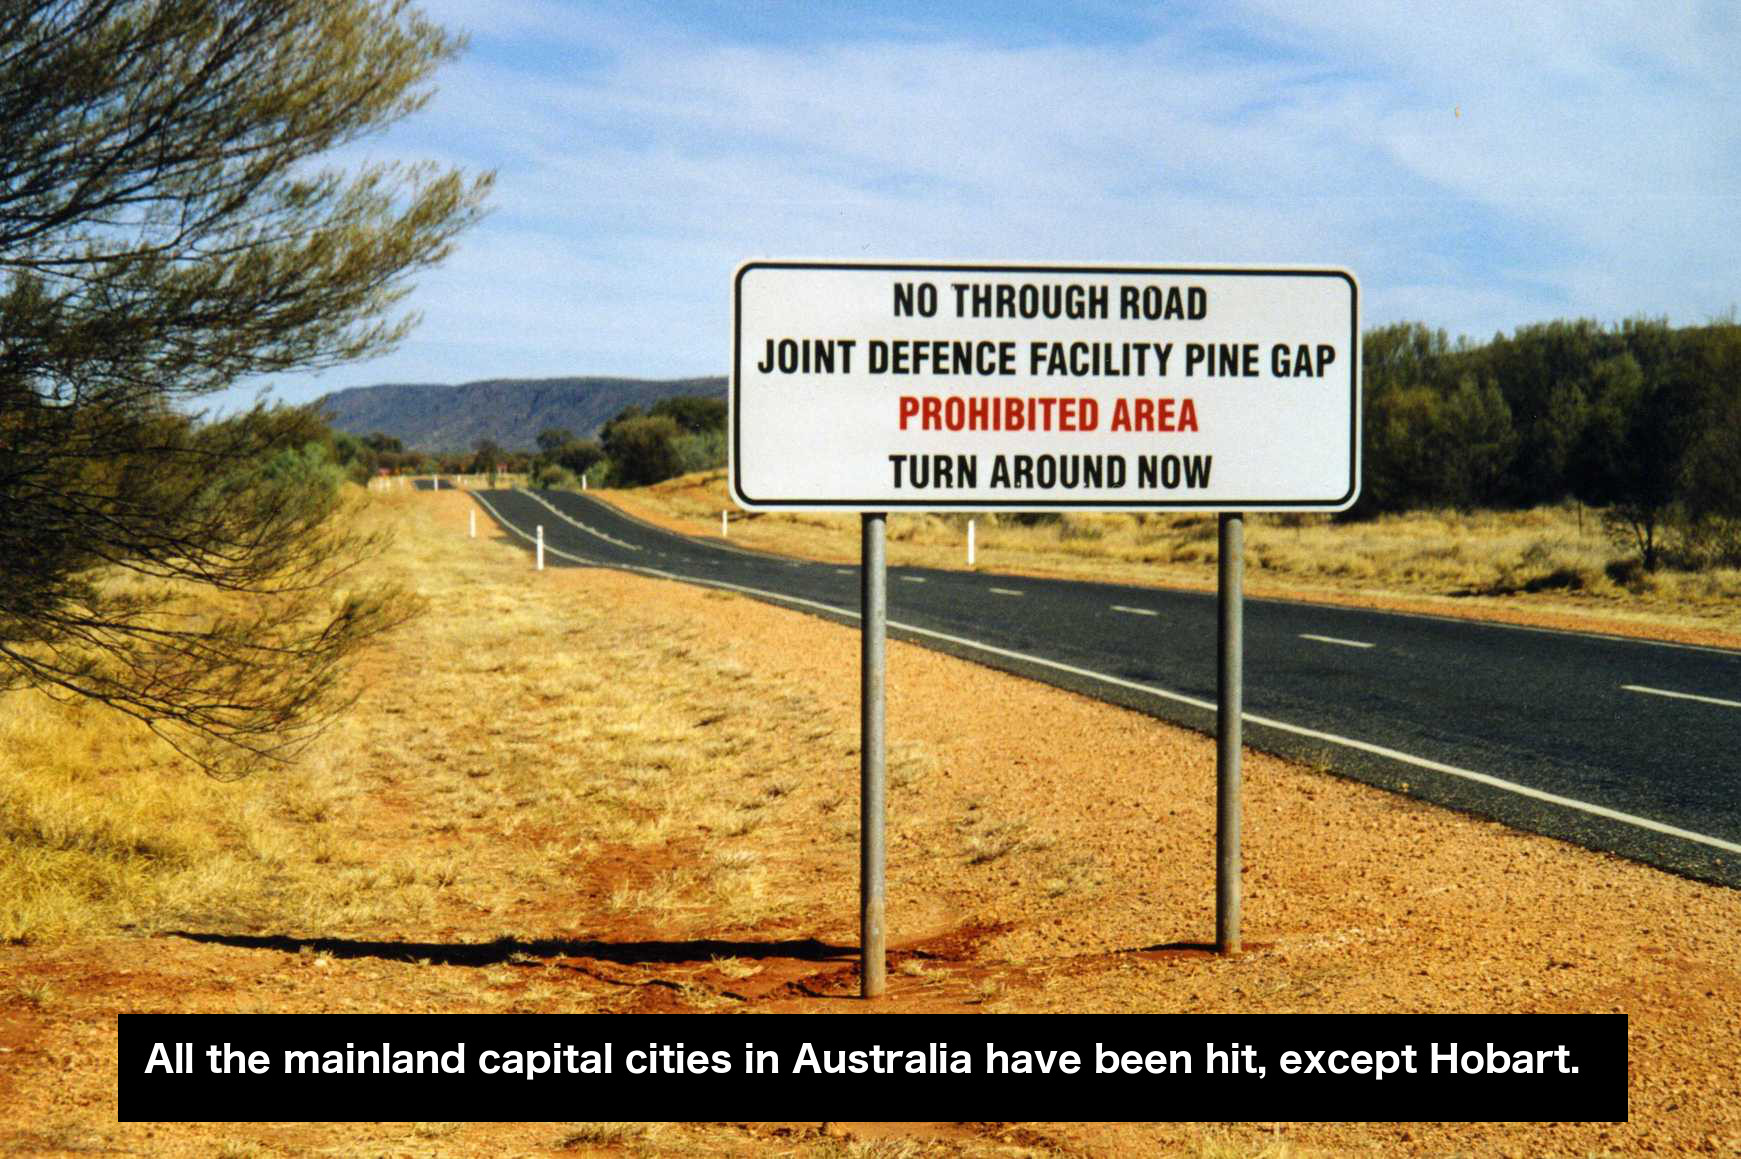 NO THROUGH ROAD
JOINT DEFENCE FACILITY PINE GAP
PROHIBITED AREA
TURN AROUND NOW
All the mainland capital cities in Australia have been hit, except Hobart.